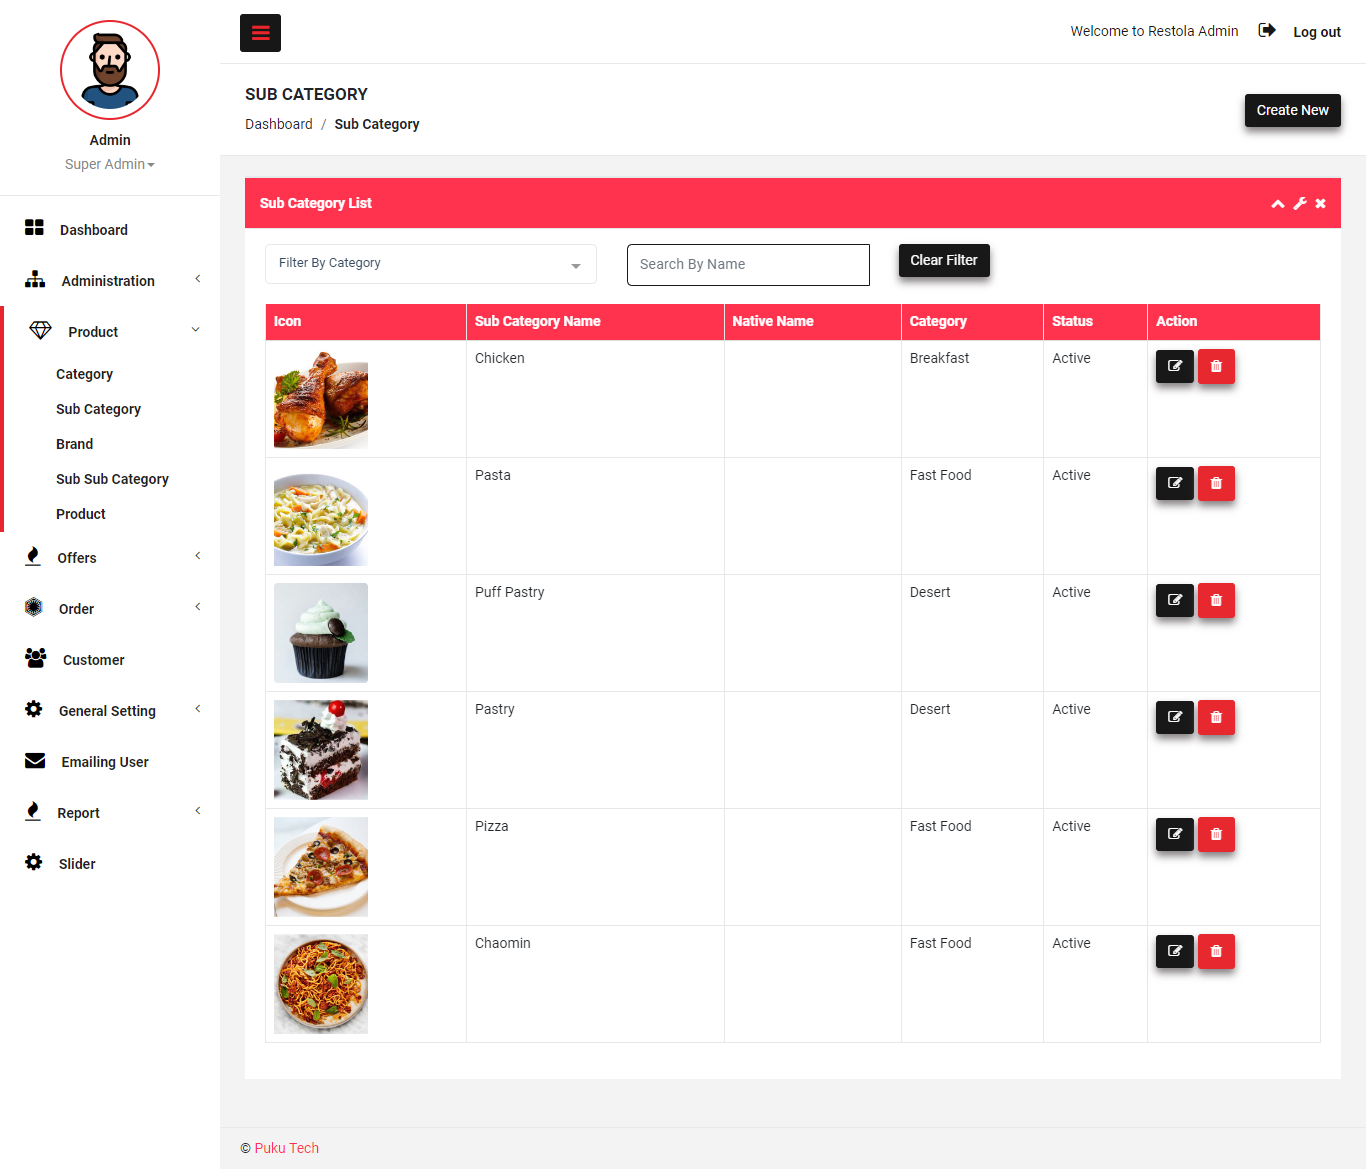 Admin
Super Admin
Dashboard
Administration
Product
Category
Sub Category
Brand
Sub Sub Category
Product
Offers
Order
Customer
General Setting
Emailing User
Report
Slider
Welcome to Restola Admin
Log out
SUB CATEGORY
Dashboard / Sub Category
Create New
Sub Category List
Filter By Category
Search By Name
Clear Filter
Icon Sub Category Name Native Name Category Status Action
Chicken Breakfast Active
Pasta Fast Food Active
Puff Pastry Desert Active
Pastry Desert Active
Pizza Fast Food Active
Chaomin Fast Food Active
© Puku Tech